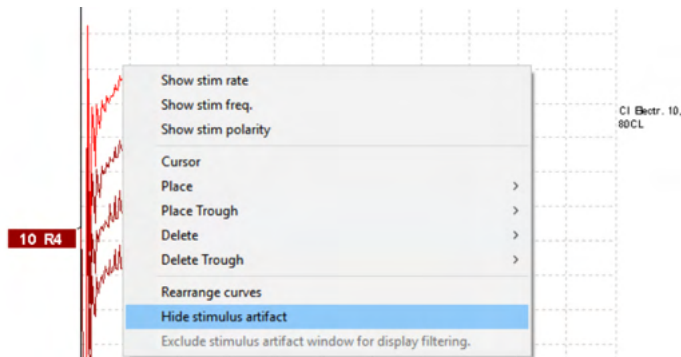 Show stim rate
Show stim freq.
Show stim polarity
CI Electr. 10,
80CL
Cursor
Place
Place Trough
10 R4
Delete
Delete Trough
Rearrange curves
Hide stimulus artifact
Exclude stimulus artifact window for display filtering.